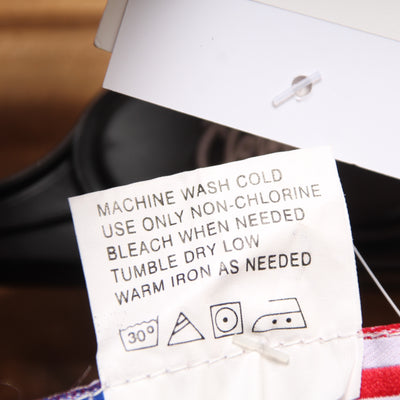 MACHINE WASH COLD
USE ONLY NON-CHLORINE
BLEACH WHEN NEEDED
TUMBLE DRY LOW
WARM IRON AS NEEDED
30°